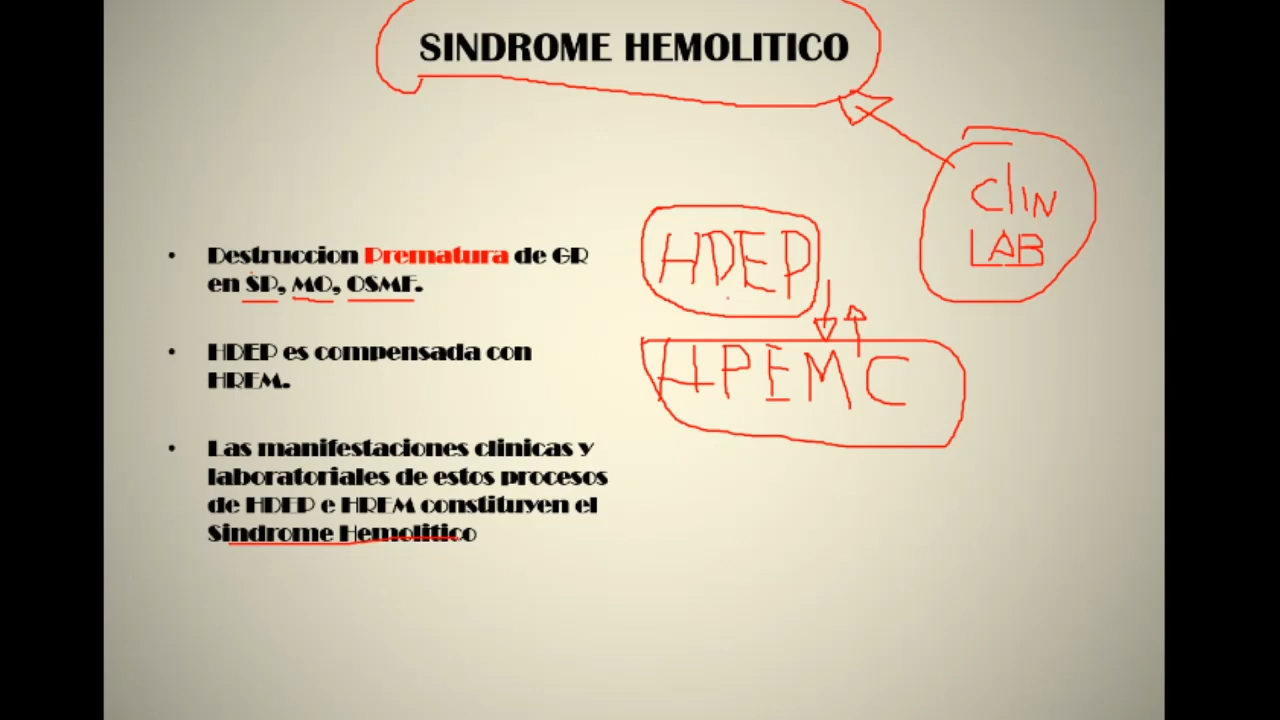 SINDROME HEMOLITICO
ClIN
LAB
• Destruccion Prematura de GR
en SP, MO, OSMF.
HDEP
• HDEP es compensada con
HREM.
HPEMC
• Las manifestaciones clinicas y
laboratoriales de estos procesos
de HDEP e HREM constituyen el
Sindrome Hemolitico